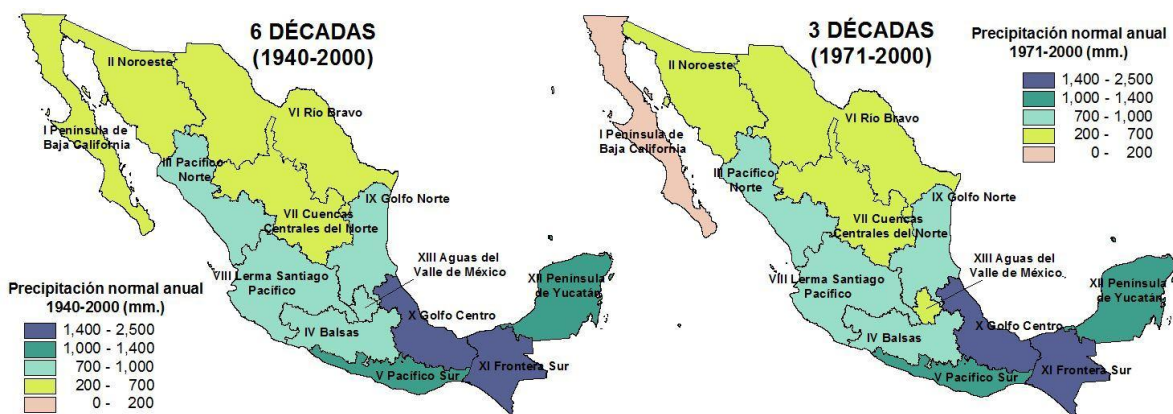 6 DÉCADAS
(1940-2000)
II Noroeste
VI Río Bravo
I Península de
Baja California
III Pacífico
Norte
IX Golfo Norte
VII Cuencas
Centrales del Norte
XIII Aguas del
Valle de México
VIII Lerma Santiago
Pacífico
XII Península
de Yucatán
X Golfo Centro
IV Balsas
XI Frontera Sur
V Pacífico Sur
Precipitación normal anual
1940-2000 (mm.)
1,400 - 2,500
1,000 - 1,400
700 - 1,000
200 - 700
0 - 200
3 DÉCADAS
(1971-2000)
Precipitación normal anual
1971-2000 (mm.)
1,400 - 2,500
1,000 - 1,400
700 - 1,000
200 - 700
0 - 200
II Noroeste
VI Río Bravo
I Península de
Baja California
III Pacífico
Norte
IX Golfo Norte
VII Cuencas
Centrales del Norte
XIII Aguas del
Valle de México
VIII Lerma Santiago
Pacífico
XII Península
de Yucatán
X Golfo Centro
IV Balsas
XI Frontera Sur
V Pacífico Sur